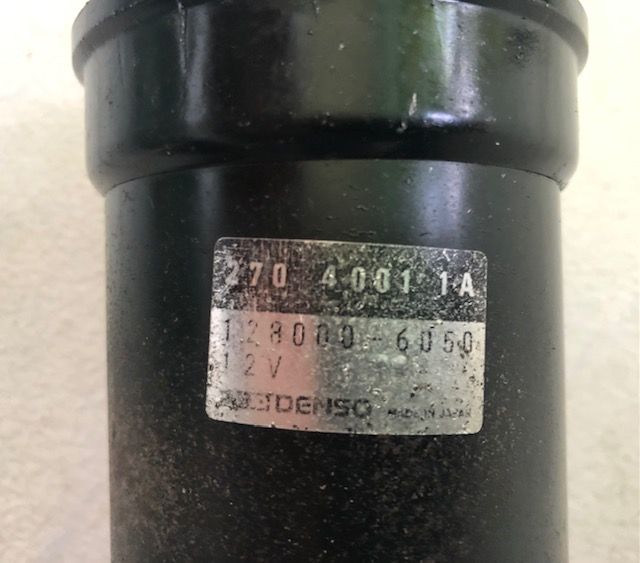 270 4001 1A
128000-6050
12V
DENSO MADE IN JAPAN